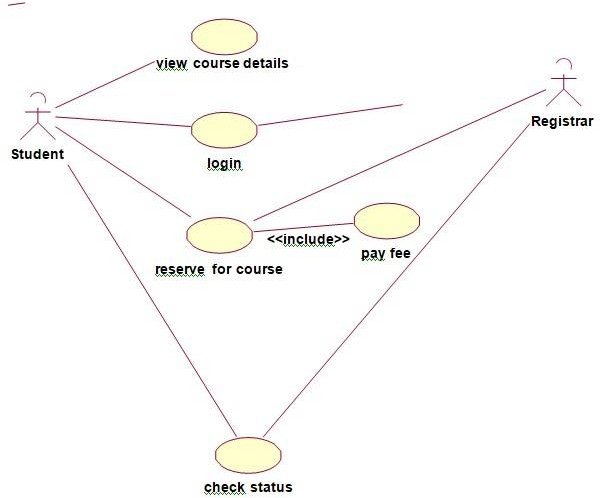 view course details
Student
Registrar
login
<<include>>
pay fee
reserve for course
check status